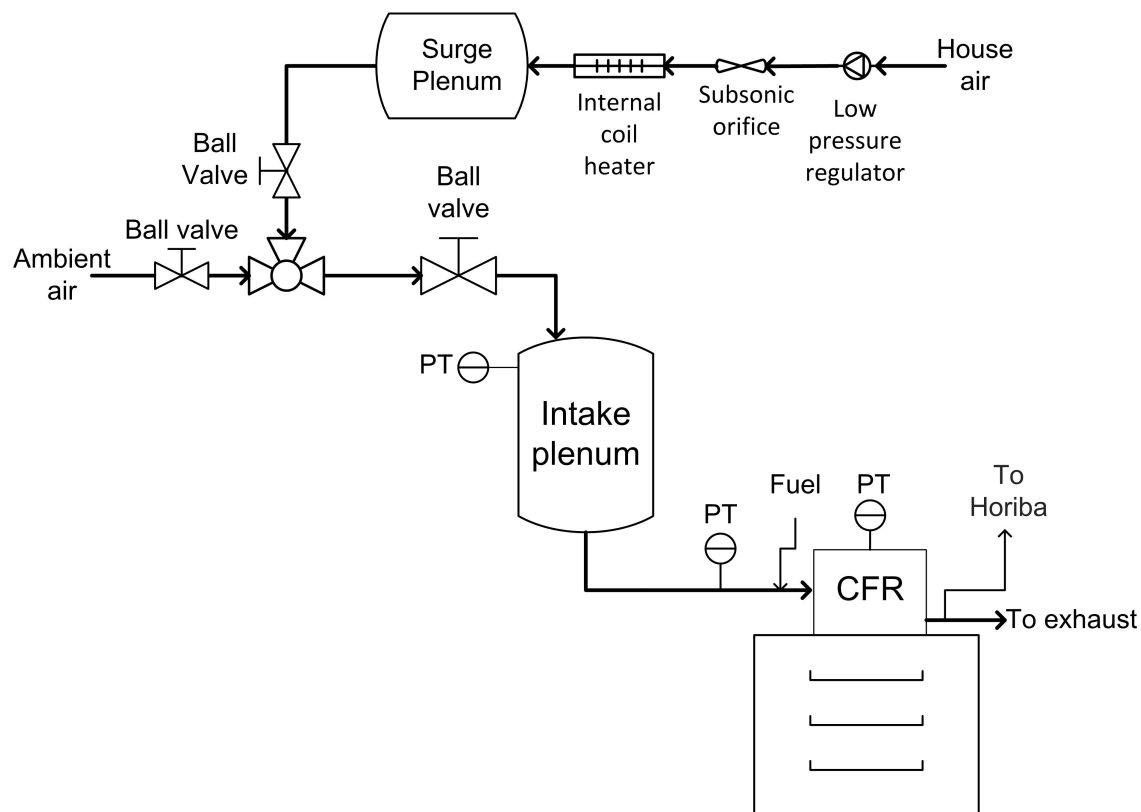 Surge
Plenum
House
air
Internal
coil
heater
Subsonic
orifice
Low
pressure
regulator
Ball
Valve
Ball
valve
Ball valve
Ambient
air
PT
Intake
plenum
Fuel
PT
PT
To
Horiba
CFR
To exhaust